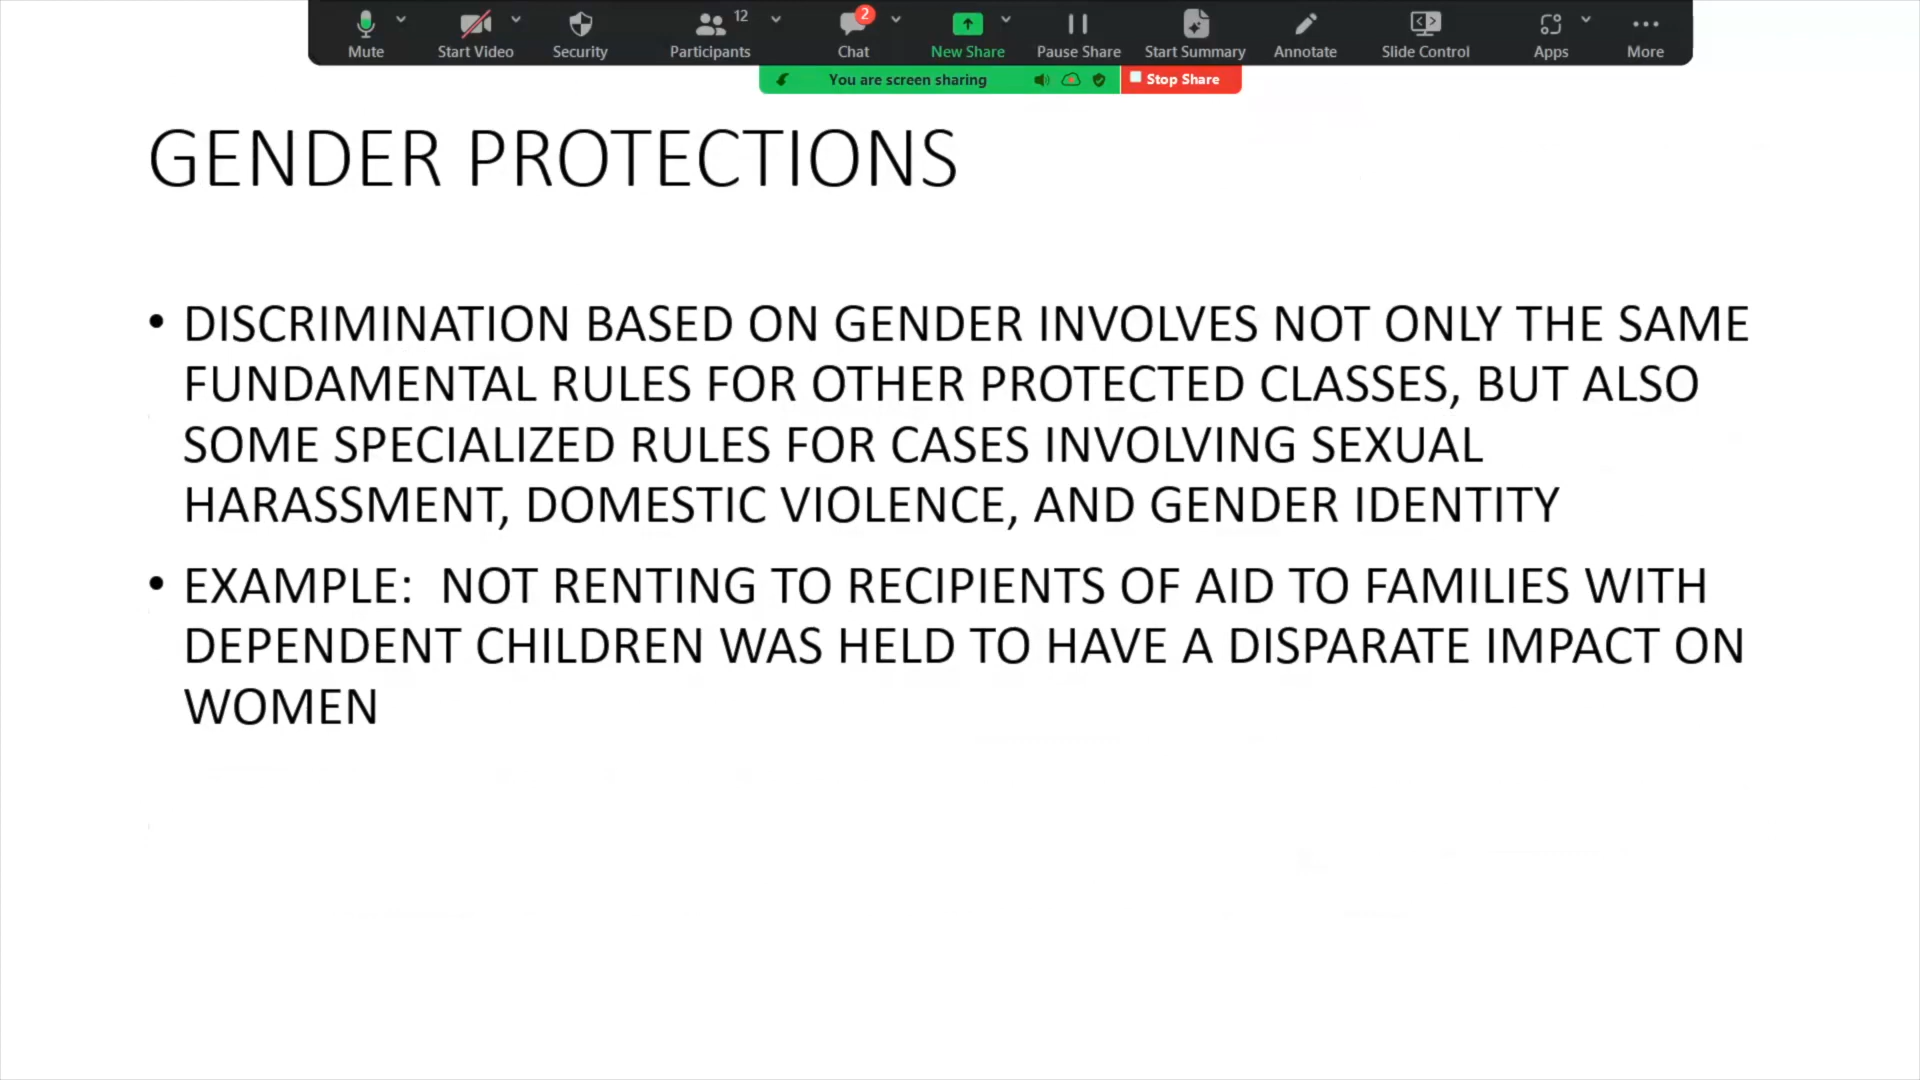 Mute
Start Video
Security
Participants
12
Chat
2
New Share
Pause Share
Start Summary
Annotate
Slide Control
Apps
More
You are screen sharing
Stop Share
GENDER PROTECTIONS
• DISCRIMINATION BASED ON GENDER INVOLVES NOT ONLY THE SAME
FUNDAMENTAL RULES FOR OTHER PROTECTED CLASSES, BUT ALSO
SOME SPECIALIZED RULES FOR CASES INVOLVING SEXUAL
HARASSMENT, DOMESTIC VIOLENCE, AND GENDER IDENTITY
• EXAMPLE: NOT RENTING TO RECIPIENTS OF AID TO FAMILIES WITH
DEPENDENT CHILDREN WAS HELD TO HAVE A DISPARATE IMPACT ON
WOMEN